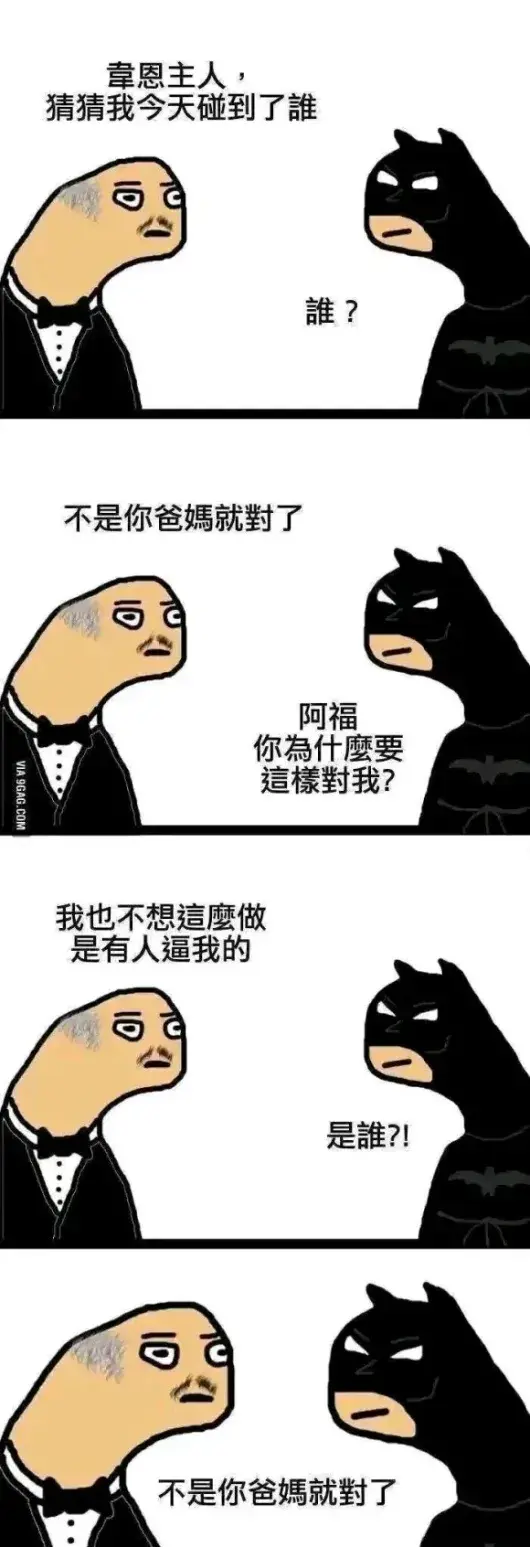 韋恩主人，
猜猜我今天碰到了誰
誰？
不是你爸媽就對了
阿福
你為什麼要
這樣對我?
VIA 9GAG.COM
我也不想這麼做
是有人逼我的
是誰?!
不是你爸媽就對了